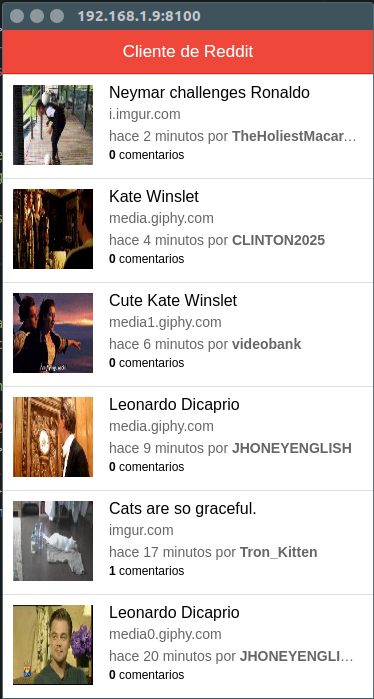 192.168.1.9:8100
Cliente de Reddit
Neymar challenges Ronaldo
i.imgur.com
hace 2 minutos por TheHoliestMacar…
0 comentarios
Kate Winslet
media.giphy.com
hace 4 minutos por CLINTON2025
0 comentarios
Cute Kate Winslet
media1.giphy.com
hace 6 minutos por videobank
0 comentarios
Leonardo Dicaprio
media.giphy.com
hace 9 minutos por JHONEYENGLISH
0 comentarios
Cats are so graceful.
imgur.com
hace 17 minutos por Tron_Kitten
1 comentarios
Leonardo Dicaprio
media0.giphy.com
hace 20 minutos por JHONEYENGLI…
0 comentarios